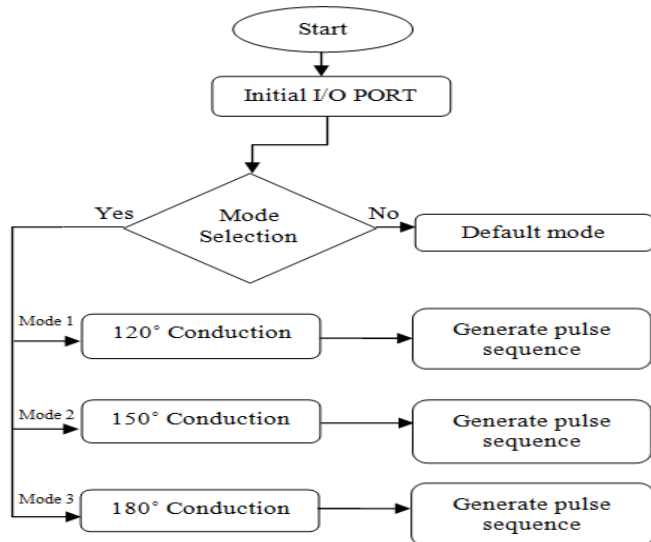 Start
Initial I/O PORT
Yes
Mode
Selection
No
Default mode
Mode 1
120° Conduction
Generate pulse
sequence
Mode 2
150° Conduction
Generate pulse
sequence
Mode 3
180° Conduction
Generate pulse
sequence